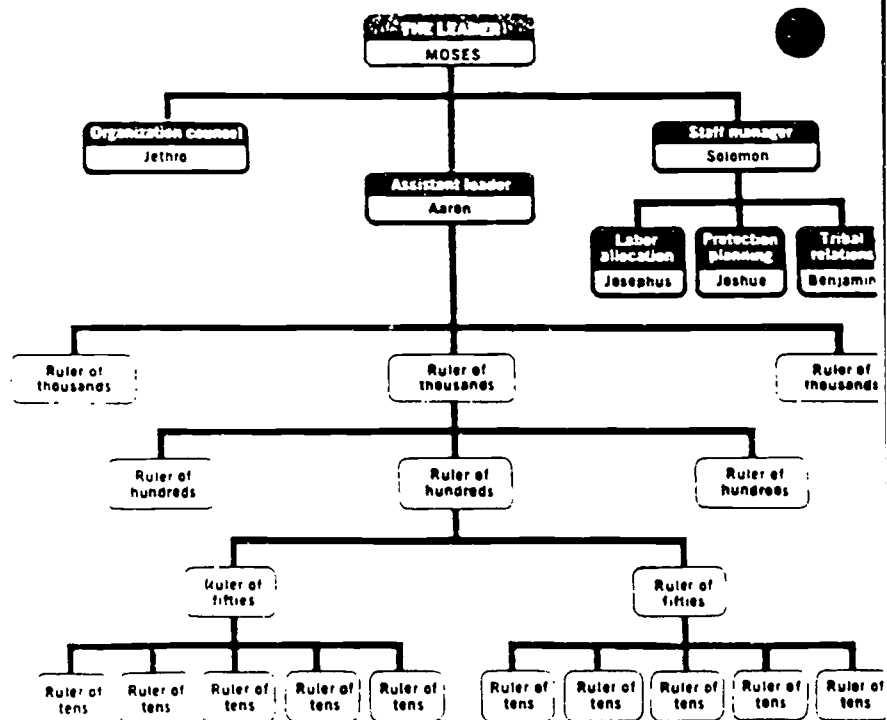 THE LEADER
MOSES
Organization counsel
Jethro
Staff manager
Solomon
Assistant leader
Aaron
Labor
allocation
Josephus
Protection
planning
Joshue
Tribal
relations
Benjamin
Ruler of
thousands
Ruler of
thousands
Ruler of
thousands
Ruler of
hundreds
Ruler of
hundreds
Ruler of
hundreds
Ruler of
fifties
Ruler of
fifties
Ruler of
tens
Ruler of
tens
Ruler of
tens
Ruler of
tens
Ruler of
tens
Ruler of
tens
Ruler of
tens
Ruler of
tens
Ruler of
tens
Ruler of
tens